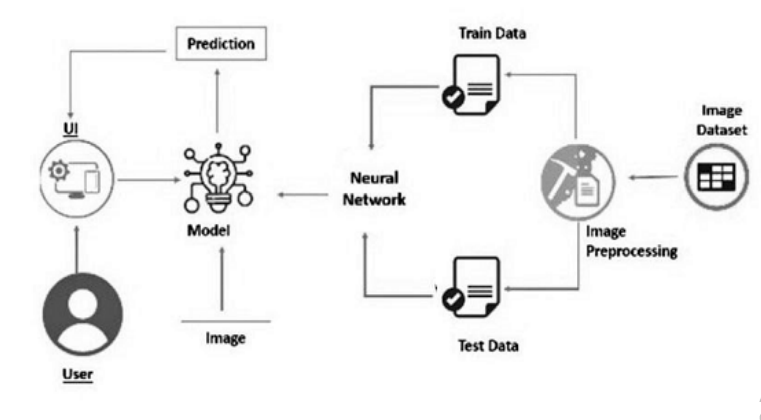 Prediction
Train Data
UI
Image
Dataset
Neural
Network
Model
Image
Preprocessing
Image
Test Data
User